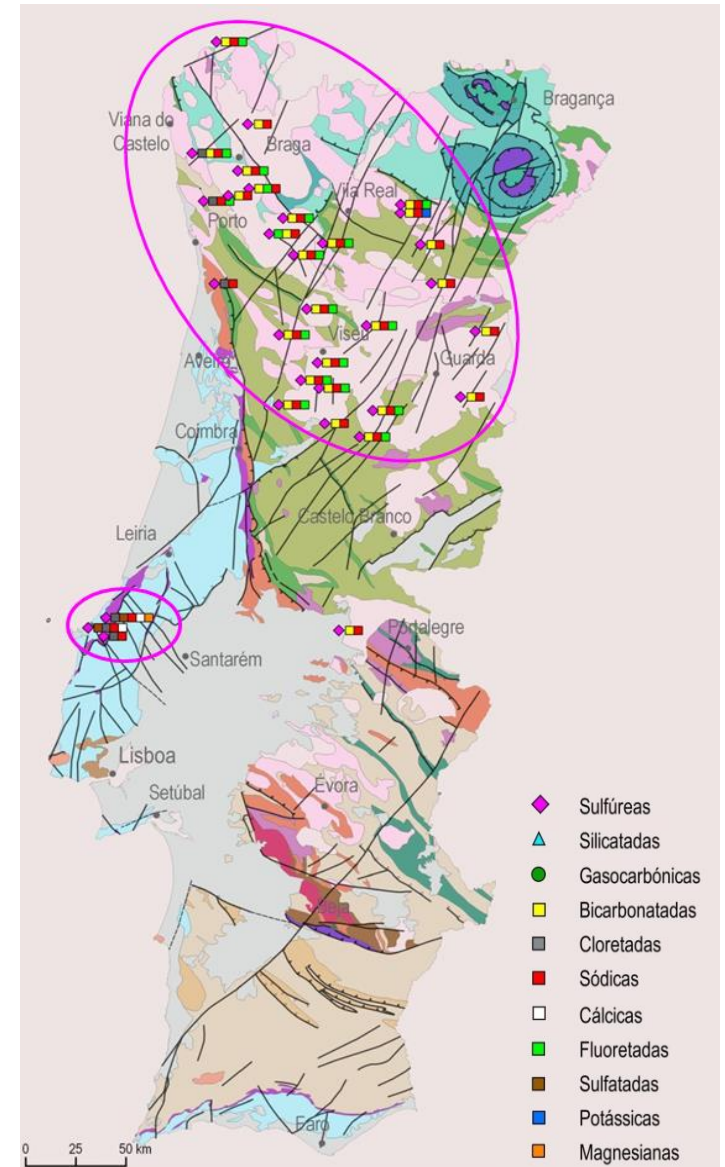 Bragança
Viana do
Castelo
Braga
Vila Real
Porto
Viseu
Guarda
Aveiro
Coimbra
Castelo Branco
Leiria
Portalegre
Santarém
Lisboa
Setúbal
Évora
Beja
Faro
Sulfúreas
Silicatadas
Gasocarbónicas
Bicarbonatadas
Cloretadas
Sódicas
Cálcicas
Fluoretadas
Sulfatadas
Potássicas
Magnesianas
0 25 50 km